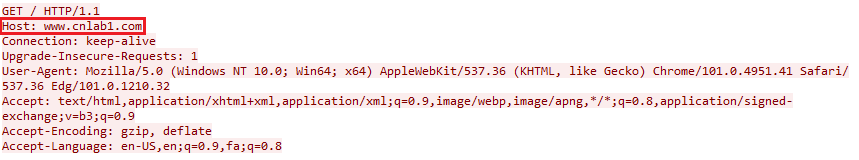 GET / HTTP/1.1
Host: www.cnlab1.com
Connection: keep-alive
Upgrade-Insecure-Requests: 1
User-Agent: Mozilla/5.0 (Windows NT 10.0; Win64; x64) AppleWebKit/537.36 (KHTML, like Gecko) Chrome/101.0.4951.41 Safari/
537.36 Edg/101.0.1210.32
Accept: text/html,application/xhtml+xml,application/xml;q=0.9,image/webp,image/apng,*/*;q=0.8,application/signed-
exchange;v=b3;q=0.9
Accept-Encoding: gzip, deflate
Accept-Language: en-US,en;q=0.9,fa;q=0.8